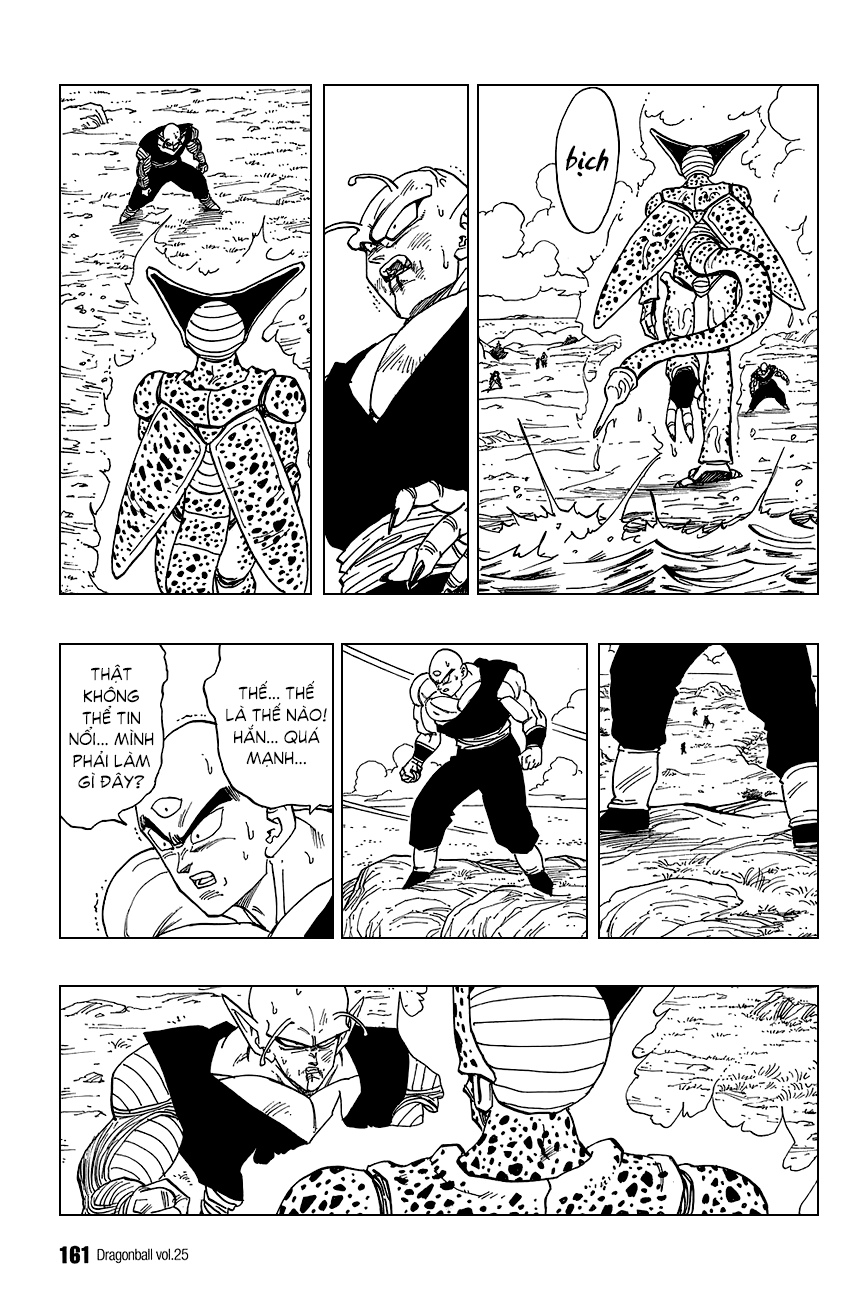 bịch
THẾ... THẾ
LÀ THẾ NÀO!
HẮN... QUÁ
MẠNH...
THẬT
KHÔNG
THỂ TIN
NỔI... MÌNH
PHẢI LÀM
GÌ ĐÂY?
161 Dragonball vol.25